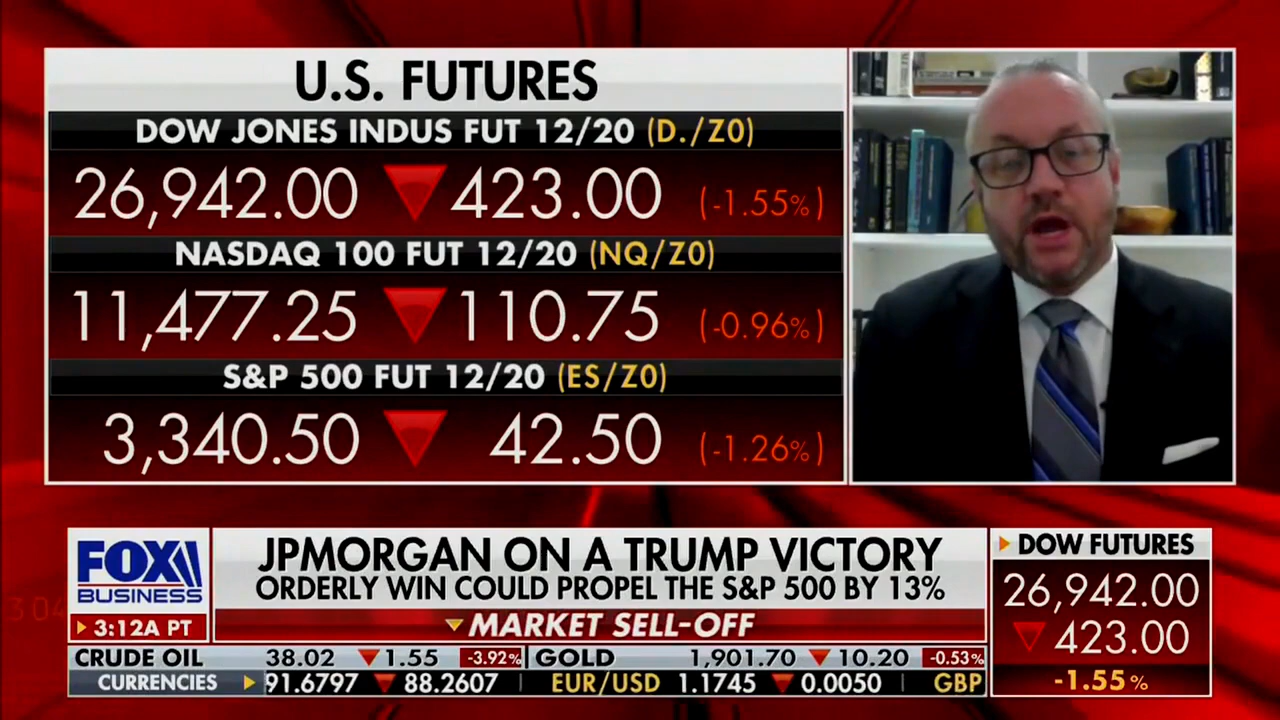 U.S. FUTURES
DOW JONES INDUS FUT 12/20 (D./Z0)
26,942.00 ▼ 423.00 (-1.55%)
NASDAQ 100 FUT 12/20 (NQ/Z0)
11,477.25 ▼ 110.75 (-0.96%)
S&P 500 FUT 12/20 (ES/Z0)
3,340.50 ▼ 42.50 (-1.26%)
FOX BUSINESS
3:12A PT
JPMORGAN ON A TRUMP VICTORY
ORDERLY WIN COULD PROPEL THE S&P 500 BY 13%
MARKET SELL-OFF
DOW FUTURES
26,942.00
▼ 423.00
-1.55%
CRUDE OIL 38.02 ▼ 1.55 -3.92% GOLD 1,901.70 ▼ 10.20 -0.53%
CURRENCIES 91.6797 ▼ 88.2607 EUR/USD 1.1745 ▼ 0.0050 GBP